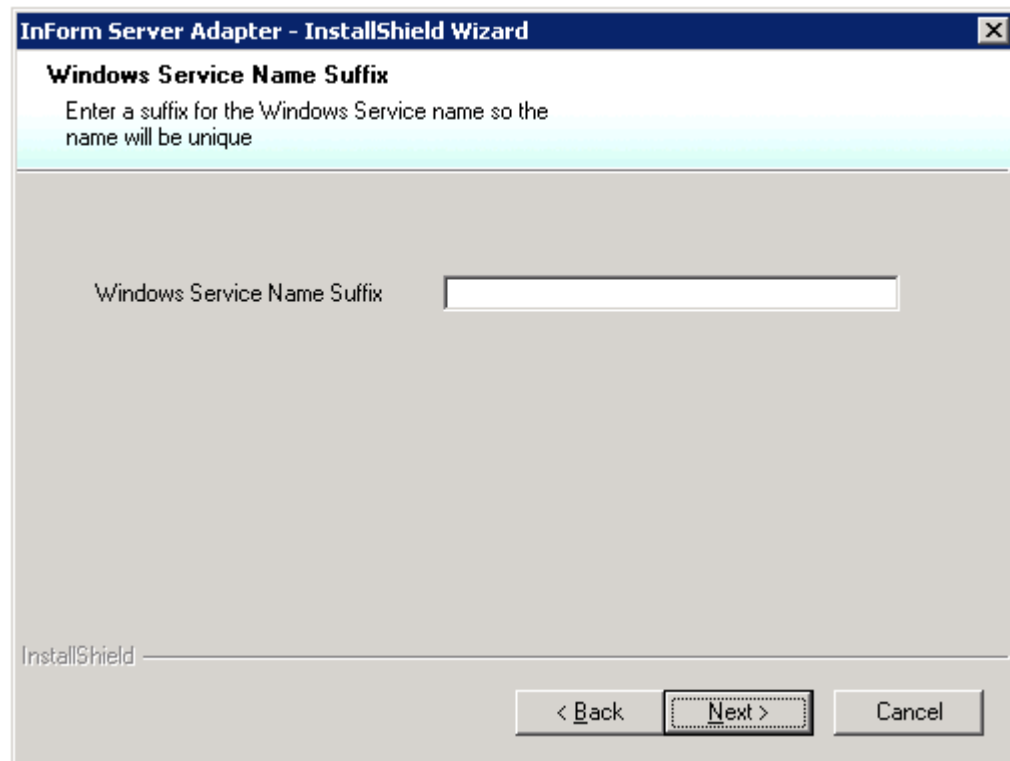 InForm Server Adapter - InstallShield Wizard
Windows Service Name Suffix
Enter a suffix for the Windows Service name so the
name will be unique
Windows Service Name Suffix
InstallShield
< Back
Next >
Cancel